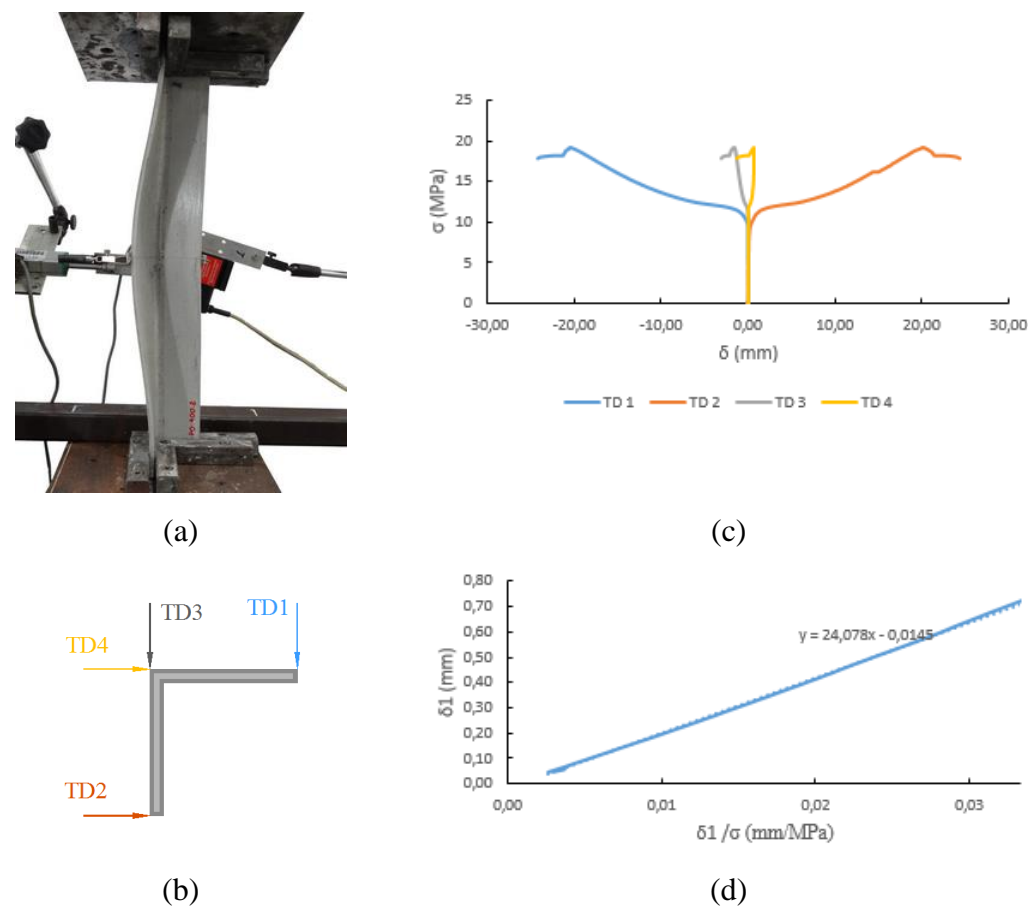 25
20
15
10
5
0
σ (MPa)
-30,00 -20,00 -10,00 0,00 10,00 20,00 30,00
δ (mm)
TD 1 TD 2 TD 3 TD 4
(a)
(c)
TD3
TD1
TD4
TD2
(b)
0,80
0,70
0,60
0,50
0,40
0,30
0,20
0,10
0,00
δ1 (mm)
y = 24,078x - 0,0145
0,00 0,01 0,02 0,03
δ1 /σ (mm/MPa)
(d)